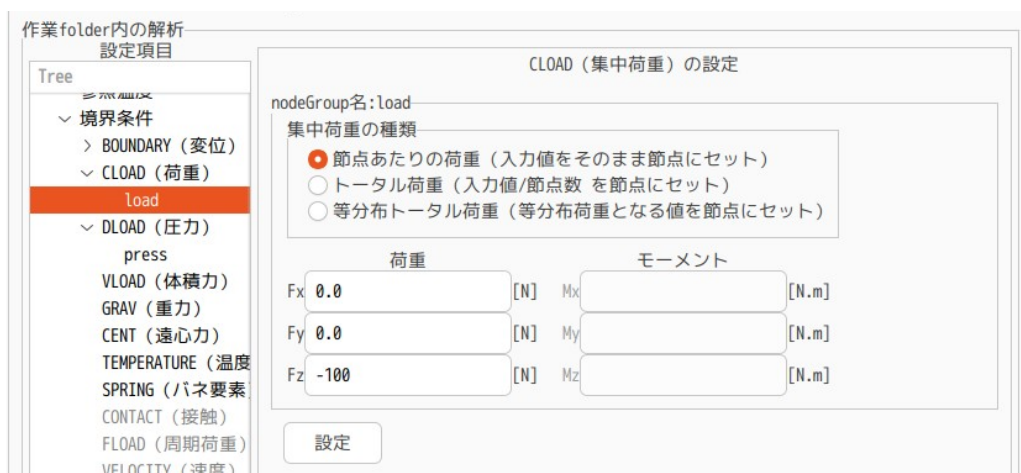 作業folder内の解析
設定項目
Tree
参照温度
境界条件
BOUNDARY (変位)
CLOAD (荷重)
load
DLOAD (圧力)
press
VLOAD (体積力)
GRAV (重力)
CENT (遠心力)
TEMPERATURE (温度
SPRING (バネ要素
CONTACT (接触)
FLOAD (周期荷重)
VELOCITY (速度)
CLOAD (集中荷重) の設定
nodeGroup名:load
集中荷重の種類
節点あたりの荷重 (入力値をそのまま節点にセット)
トータル荷重 (入力値/節点数 を節点にセット)
等分布トータル荷重 (等分布荷重となる値を節点にセット)
荷重 モーメント
Fx 0.0 [N] Mx [N.m]
Fy 0.0 [N] My [N.m]
Fz -100 [N] Mz [N.m]
設定